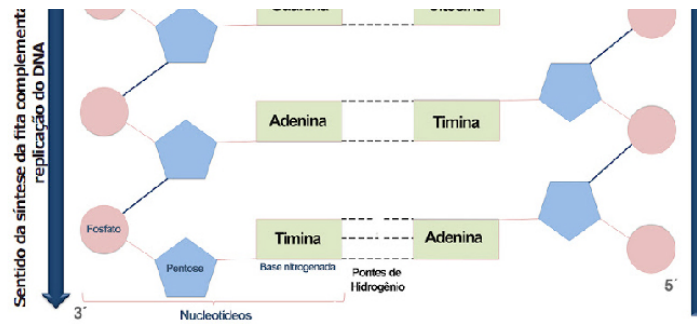 Sentido da síntese da fita complementa
replicação do DNA
Adenina
Timina
Fosfato
Timina
Adenina
Pentose
Base nitrogenada
Pontes de
Hidrogênio
3´
5´
Nucleotídeos